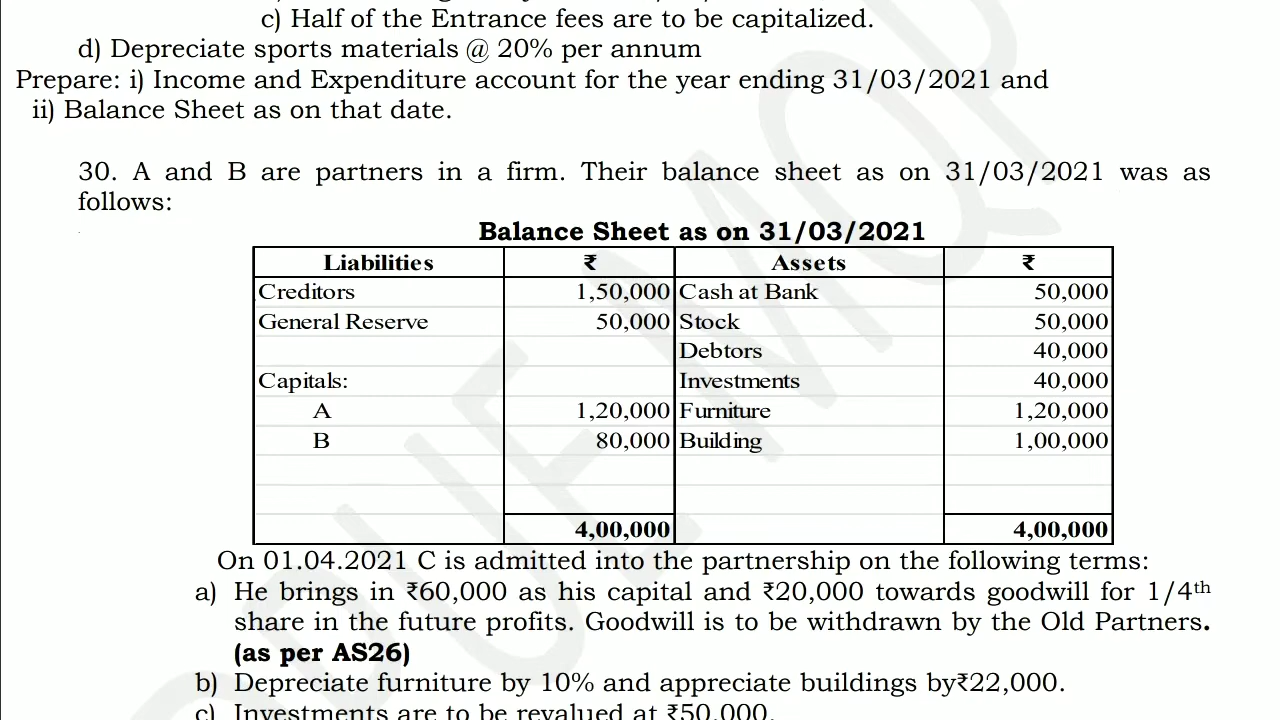 c) Half of the Entrance fees are to be capitalized.
d) Depreciate sports materials @ 20% per annum
Prepare: i) Income and Expenditure account for the year ending 31/03/2021 and
ii) Balance Sheet as on that date.
30. A and B are partners in a firm. Their balance sheet as on 31/03/2021 was as
follows:
Balance Sheet as on 31/03/2021
Liabilities ₹ Assets ₹
Creditors 1,50,000 Cash at Bank 50,000
General Reserve 50,000 Stock 50,000
Debtors 40,000
Capitals: Investments 40,000
A 1,20,000 Furniture 1,20,000
B 80,000 Building 1,00,000
4,00,000 4,00,000
On 01.04.2021 C is admitted into the partnership on the following terms:
a) He brings in ₹60,000 as his capital and ₹20,000 towards goodwill for 1/4th
share in the future profits. Goodwill is to be withdrawn by the Old Partners.
(as per AS26)
b) Depreciate furniture by 10% and appreciate buildings by₹22,000.
c) Investments are to be revalued at ₹50,000.